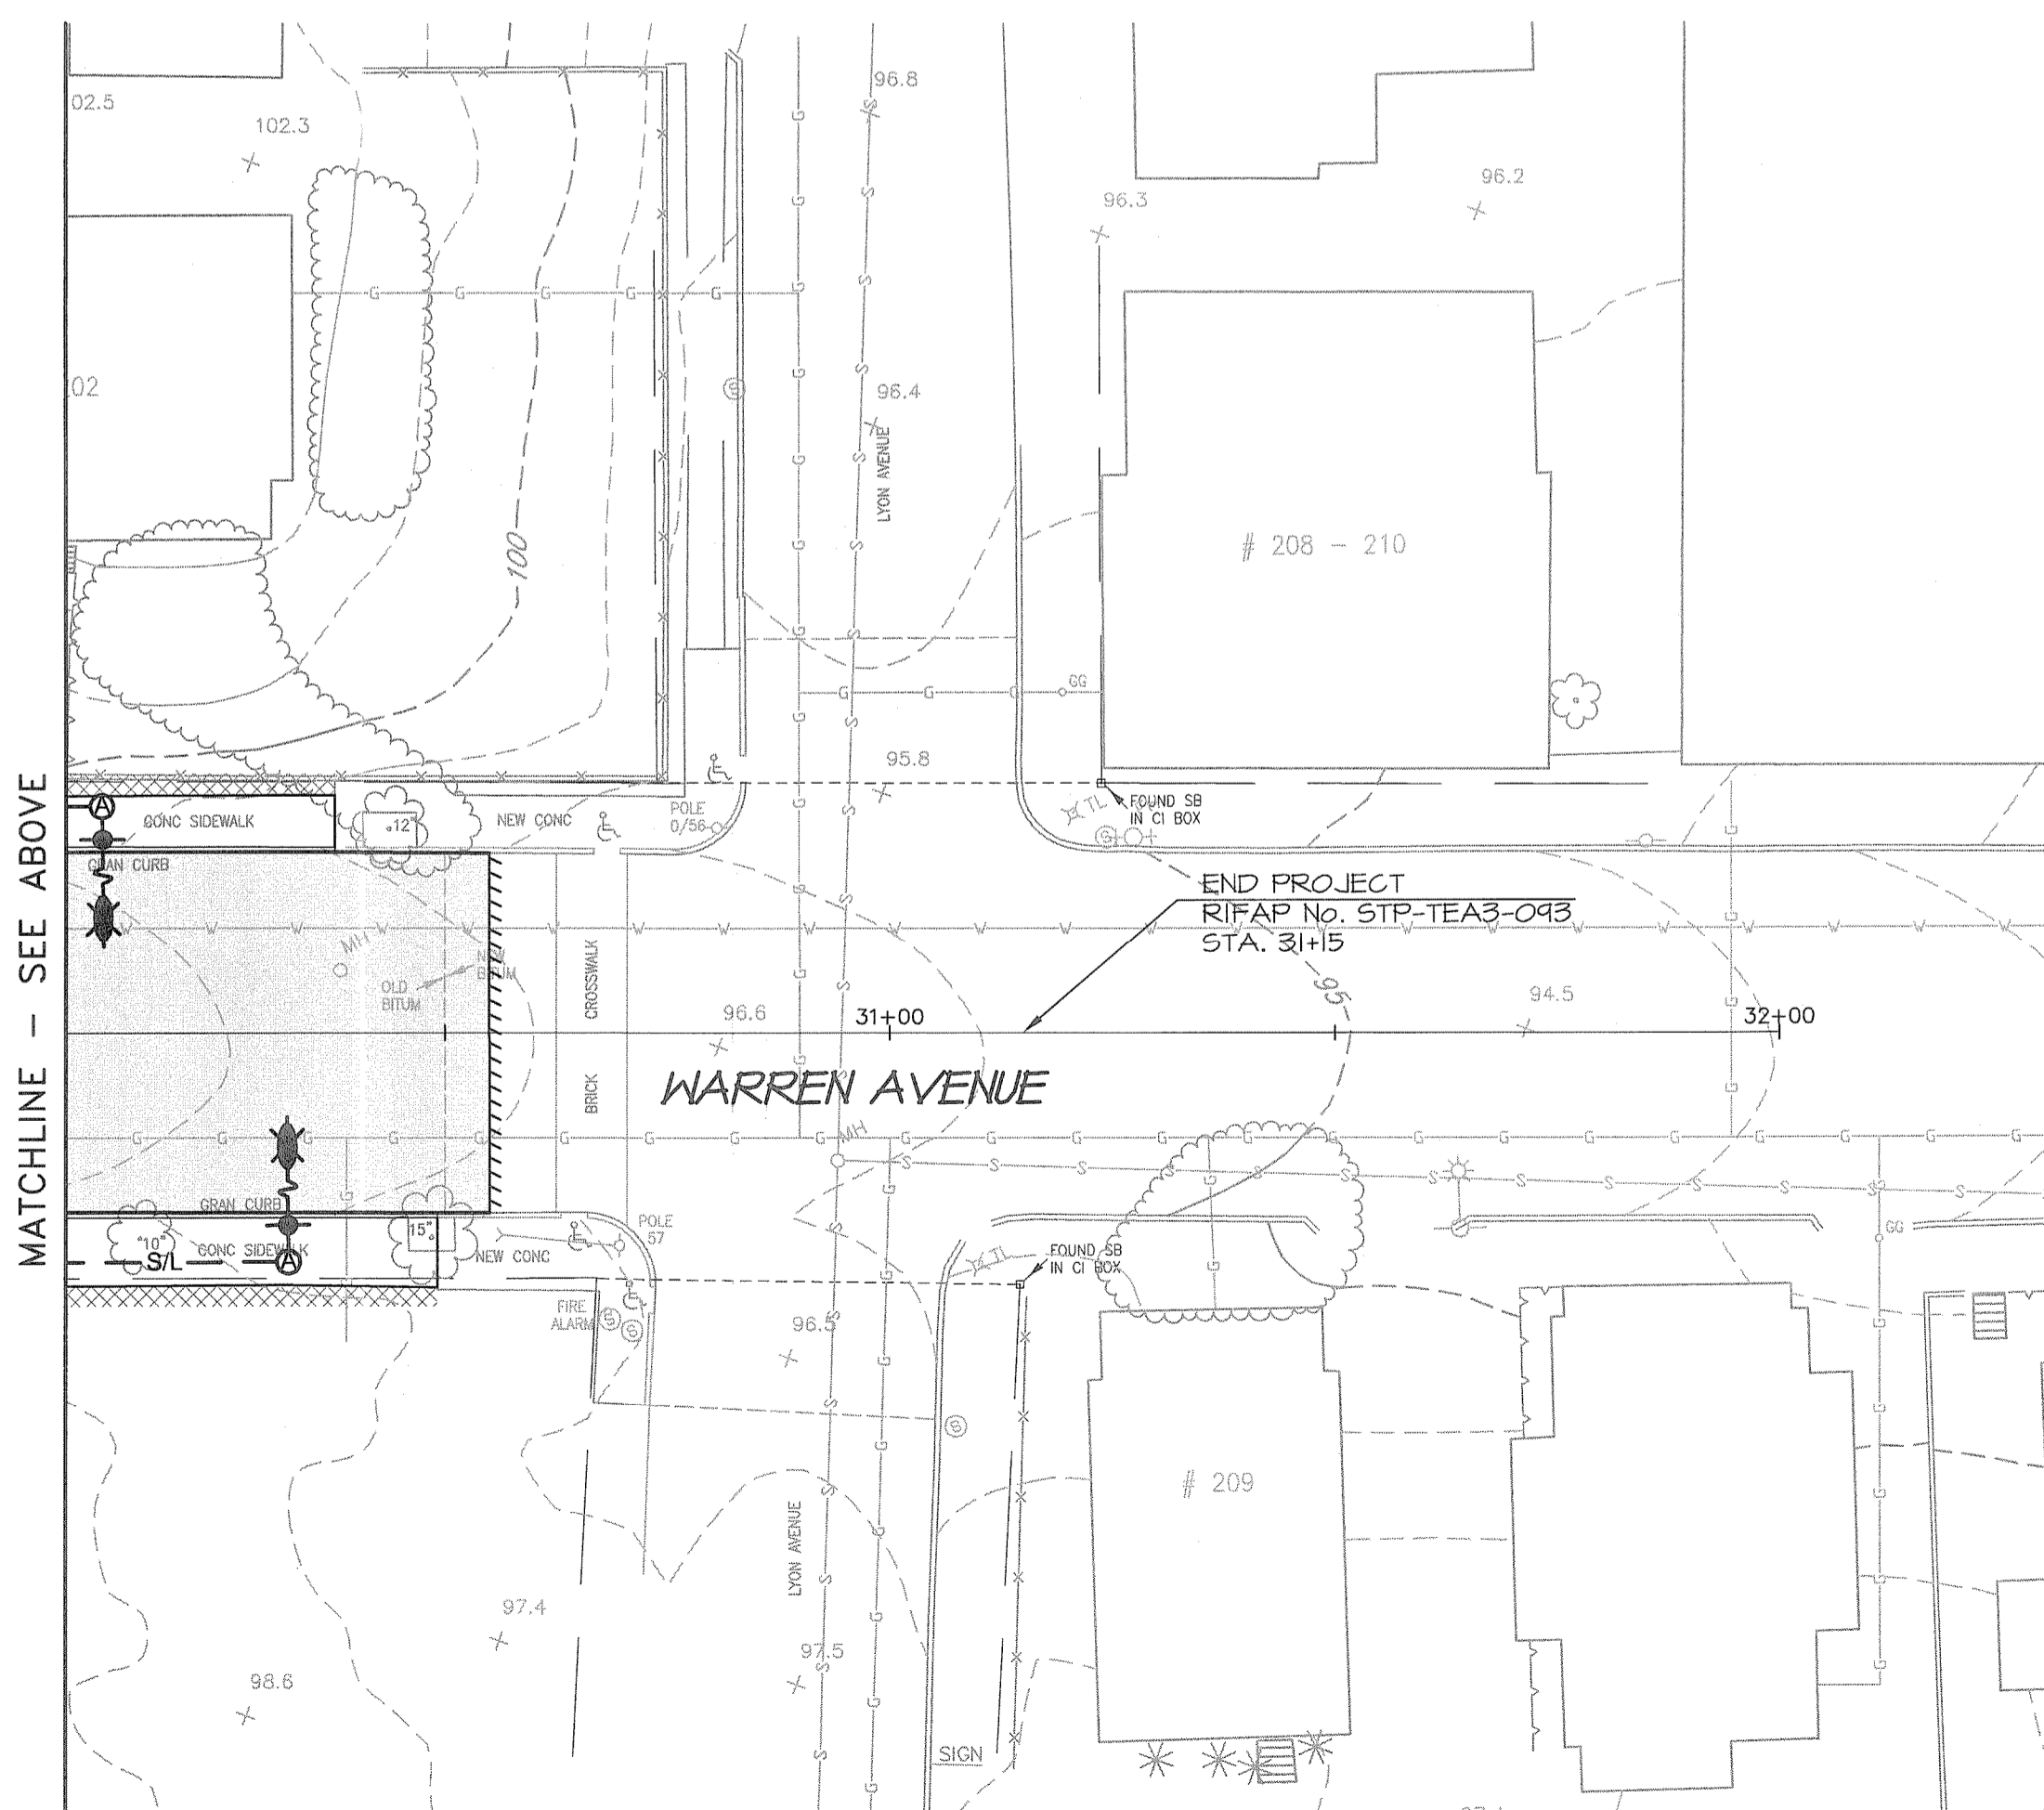 96.8
02.5
102.3
96.2
96.3
02
96.4
LYON AVENUE
100
# 208 - 210
GG
95.8
FOUND SB
IN CI BOX
TL
POLE
0/56
CONC SIDEWALK
12"
NEW CONC
GRAN CURB
A
MATCHLINE - SEE ABOVE
END PROJECT
RIFAP No. STP-TEA3-093
STA. 31+15
MH
NEW
BITUM
OLD
BITUM
BRICK CROSSWALK
95
96.6
31+00
94.5
32+00
WARREN AVENUE
MH
GRAN CURB
POLE
57
15"
10"
CONC SIDEWALK
S/L
A
NEW CONC
TL
FOUND SB
IN CI BOX
GG
FIRE
ALARM
96.5
# 209
LYON AVENUE
97.4
97.5
98.6
SIGN